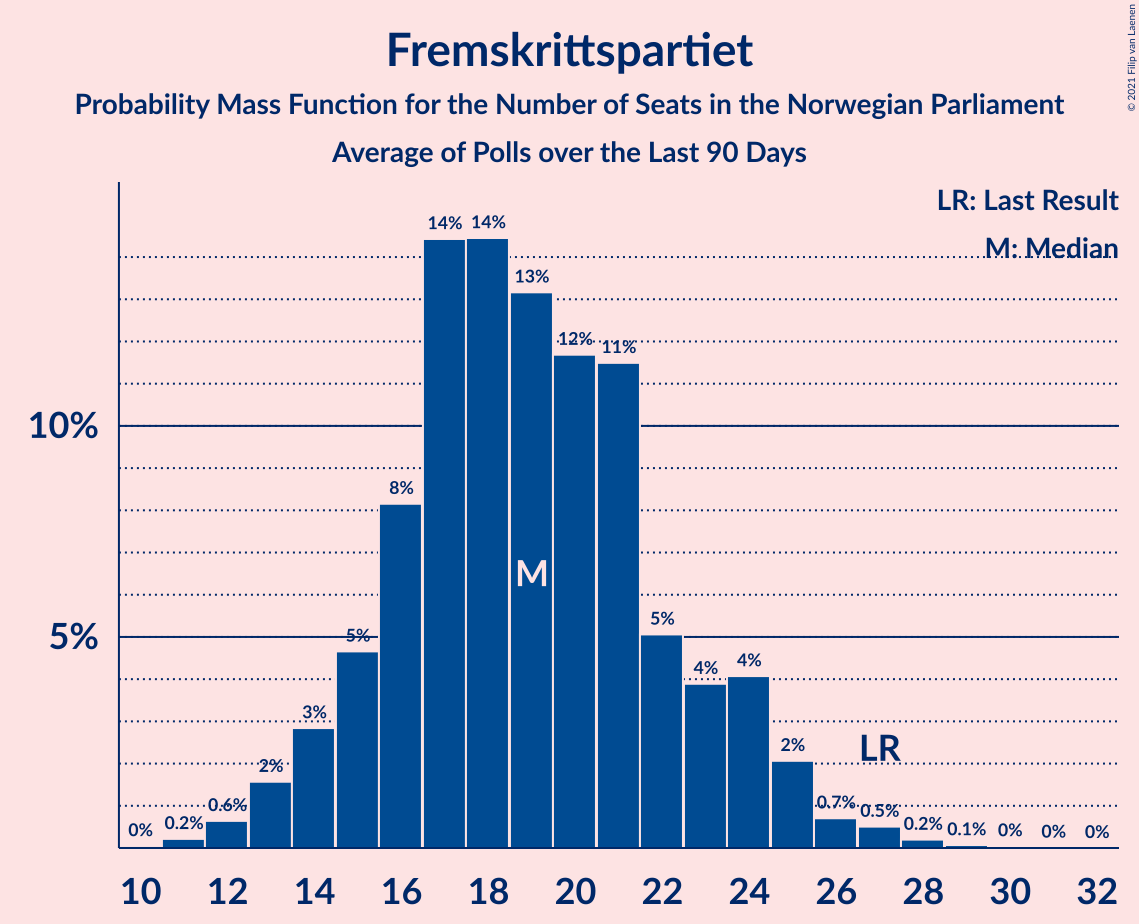 Fremskrittspartiet
Probability Mass Function for the Number of Seats in the Norwegian Parliament
Average of Polls over the Last 90 Days
© 2021 Filip van Laenen
LR: Last Result
M: Median
14% 14%
13%
12% 11%
10%
8%
M
5%
5%
5%
4% 4%
3%
LR
2%
2%
0.6%
0.7%
0.5%
0% 0.2%
0.2% 0.1% 0% 0% 0%
10 12 14 16 18 20 22 24 26 28 30 32